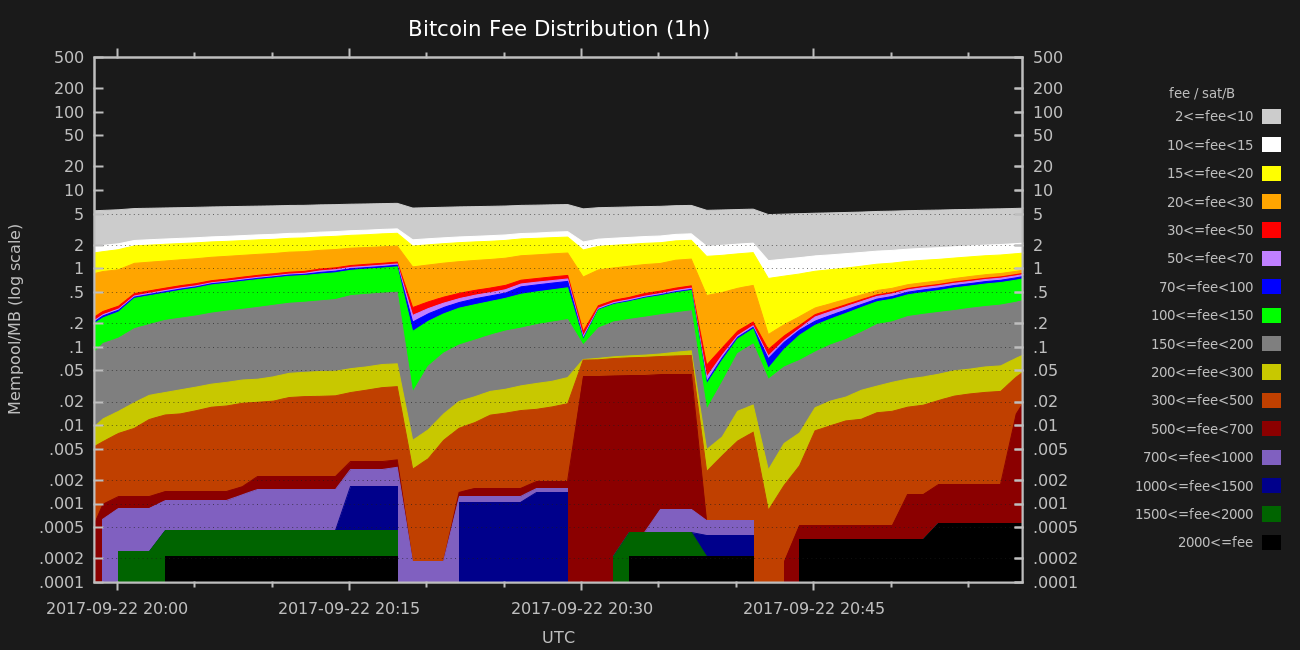 Bitcoin Fee Distribution (1h)
Mempool/MB (log scale)
500
200
100
50
20
10
5
2
1
.5
.2
.1
.05
.02
.01
.005
.002
.001
.0005
.0002
.0001
500
200
100
50
20
10
5
2
1
.5
.2
.1
.05
.02
.01
.005
.002
.001
.0005
.0002
.0001
2017-09-22 20:00
2017-09-22 20:15
2017-09-22 20:30
2017-09-22 20:45
UTC
fee / sat/B
2<=fee<10
10<=fee<15
15<=fee<20
20<=fee<30
30<=fee<50
50<=fee<70
70<=fee<100
100<=fee<150
150<=fee<200
200<=fee<300
300<=fee<500
500<=fee<700
700<=fee<1000
1000<=fee<1500
1500<=fee<2000
2000<=fee